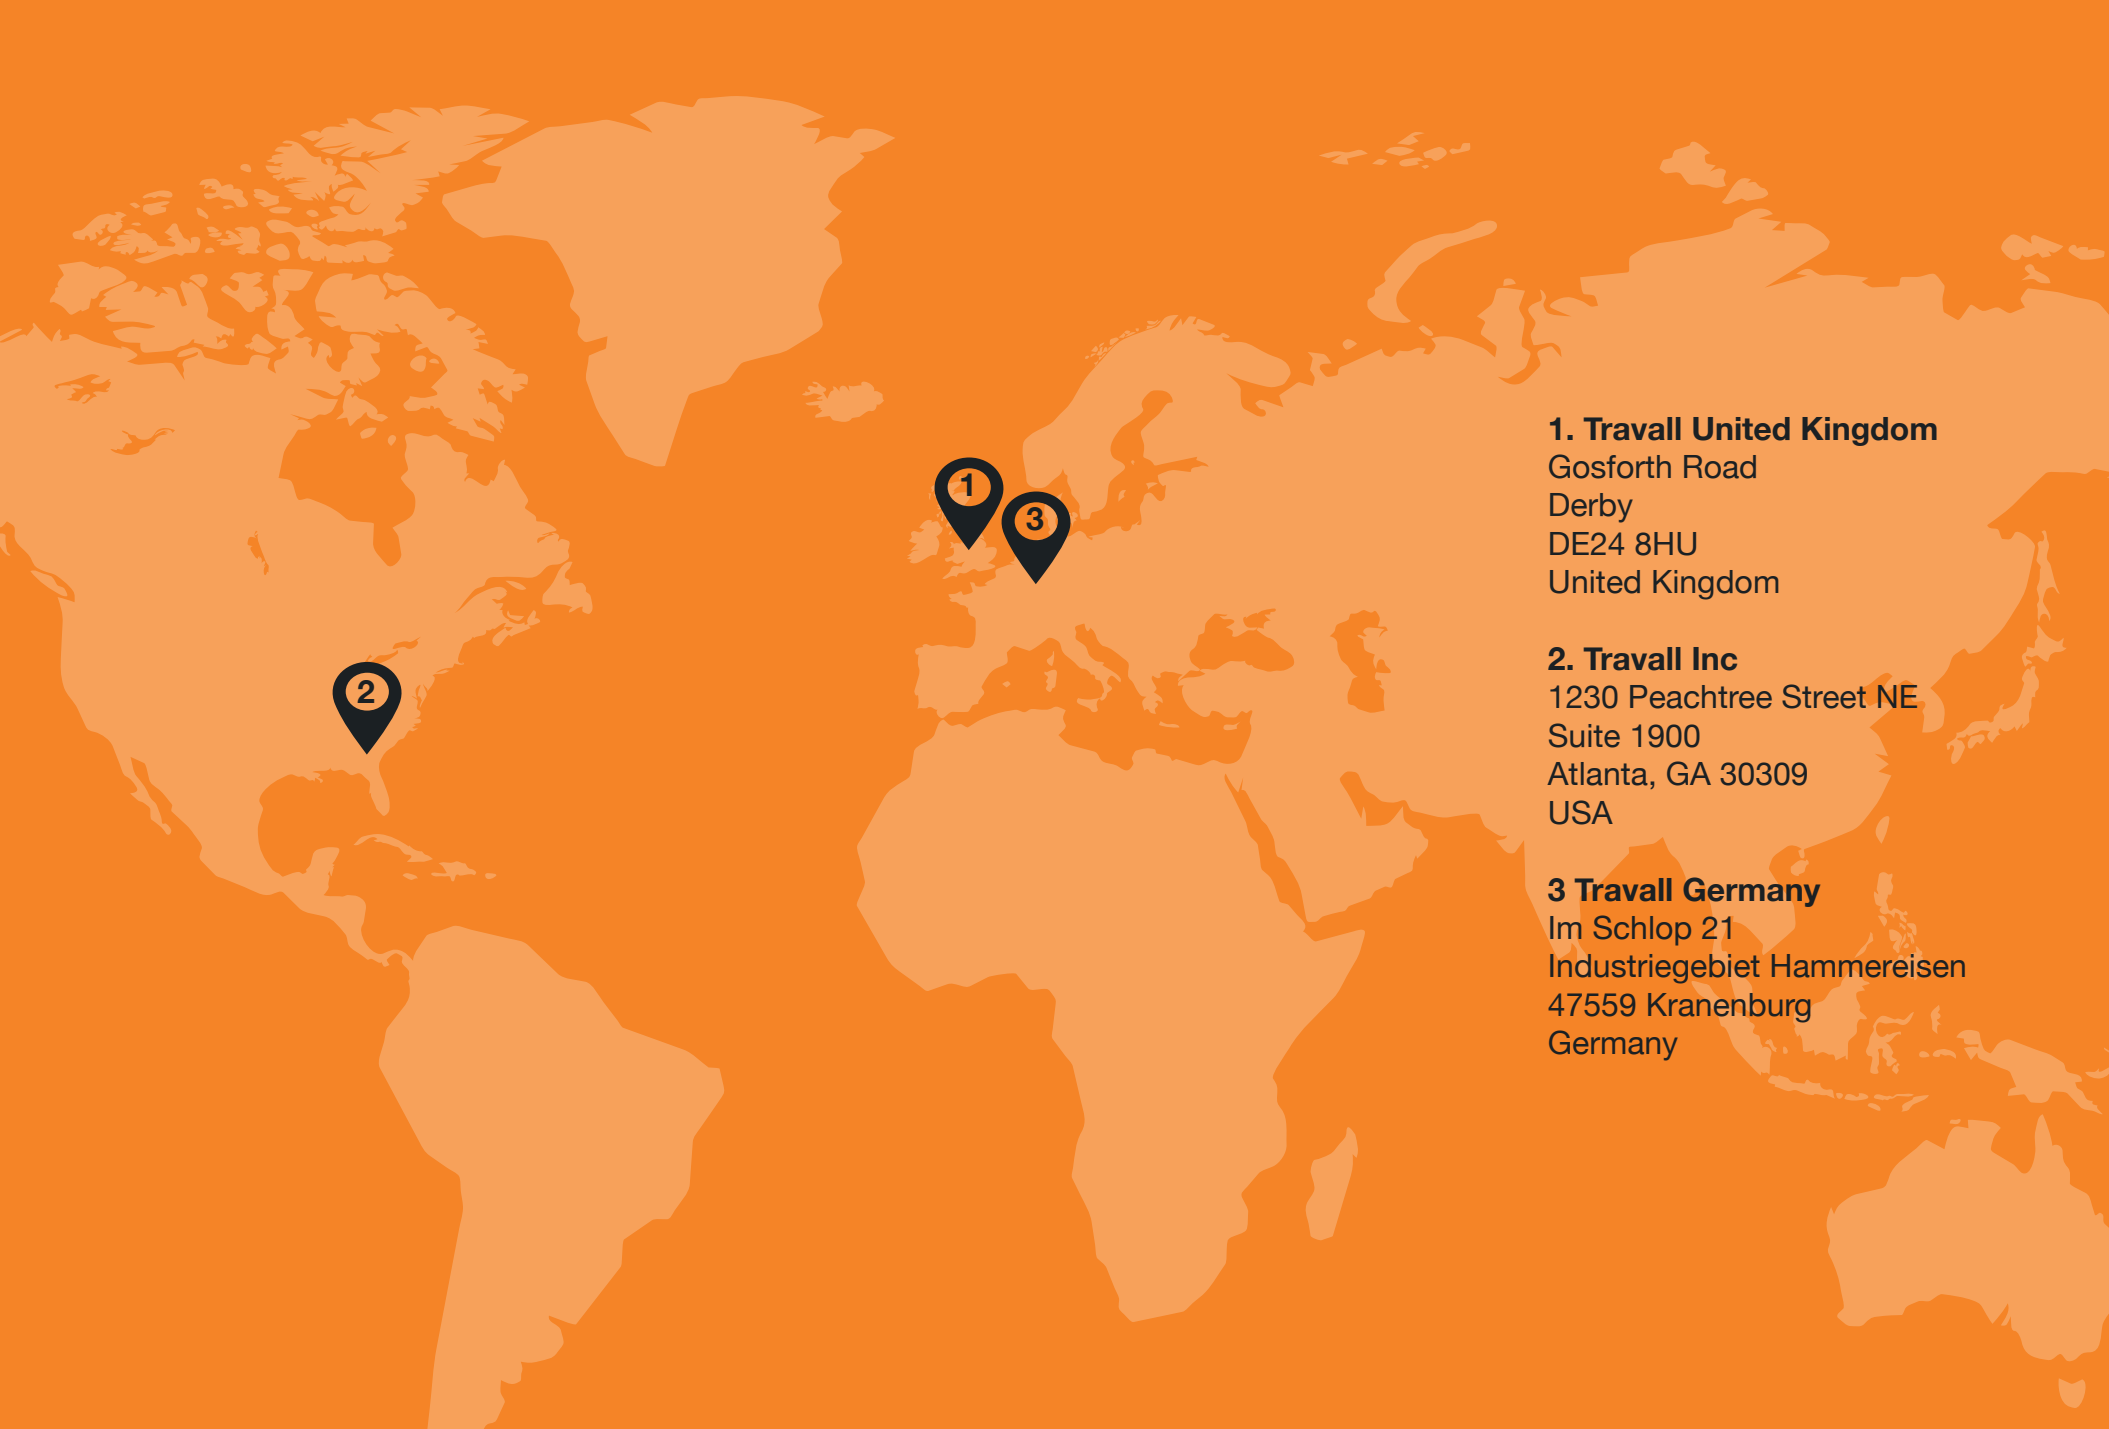 1
3
2
1. Travall United Kingdom
Gosforth Road
Derby
DE24 8HU
United Kingdom
2. Travall Inc
1230 Peachtree Street NE
Suite 1900
Atlanta, GA 30309
USA
3 Travall Germany
Im Schlop 21
Industriegebiet Hammereisen
47559 Kranenburg
Germany